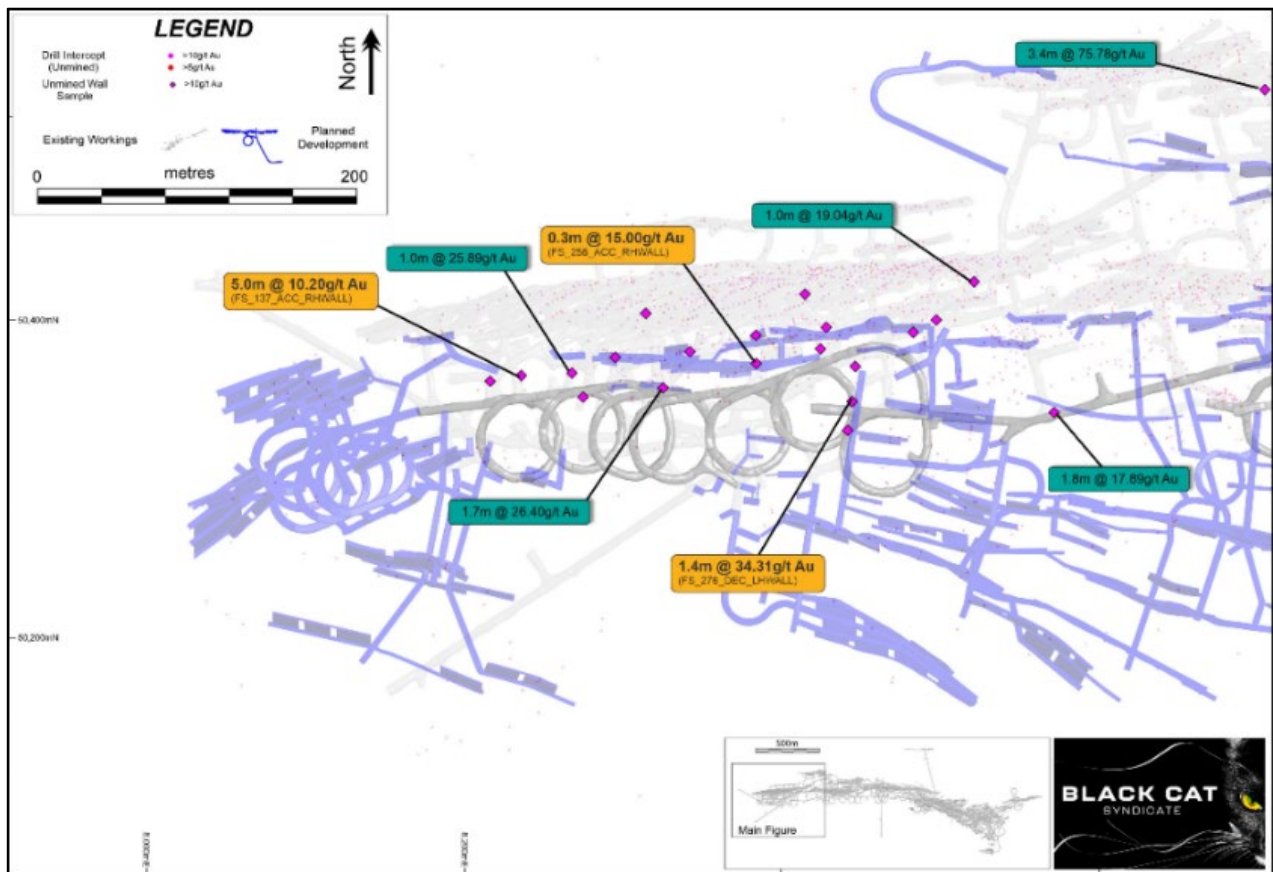 LEGEND
Drill Intercept
(Unmined)
>10g/t Au
>5g/t Au
Unmined Wall
Sample
>10g/t Au
North
Existing Workings
Planned
Development
0
metres
200
3.4m @ 75.78g/t Au
1.0m @ 19.04g/t Au
0.3m @ 15.00g/t Au
(FS_256_ACC_RHWALL)
1.0m @ 25.89g/t Au
5.0m @ 10.20g/t Au
(FS_137_ACC_RHWALL)
50,400mN
1.7m @ 26.40g/t Au
1.8m @ 17.89g/t Au
1.4m @ 34.31g/t Au
(FS_276_DEC_LHWALL)
50,200mN
500m
Main Figure
BLACK CAT
SYNDICATE